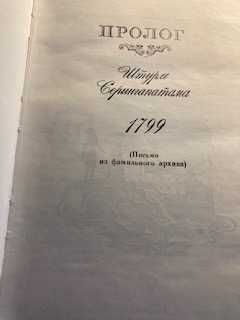 ПРОЛОГ
Штурм
Серингапатама
1799
(Письмо
из фамильного архива)